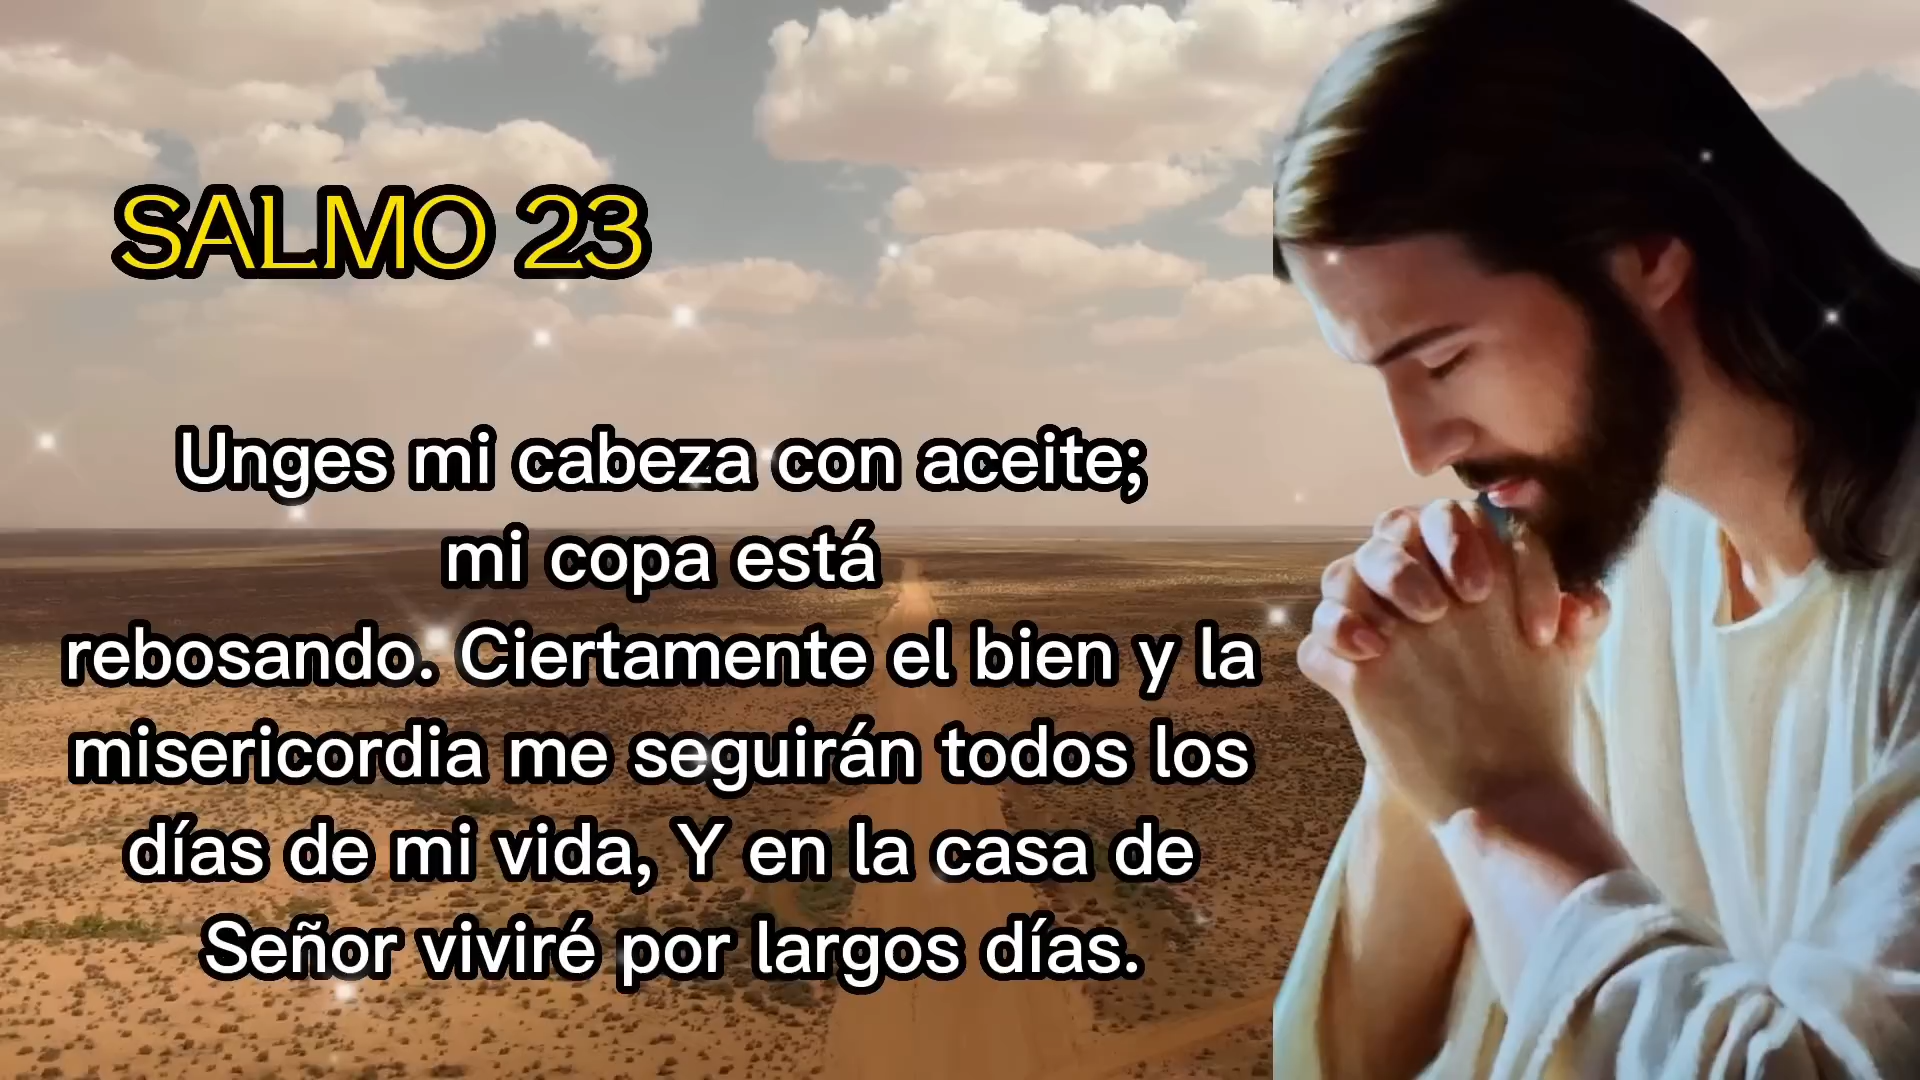 SALMO 23
Unges mi cabeza con aceite;
mi copa está
rebosando. Ciertamente el bien y la
misericordia me seguirán todos los
días de mi vida, Y en la casa de
Señor viviré por largos días.